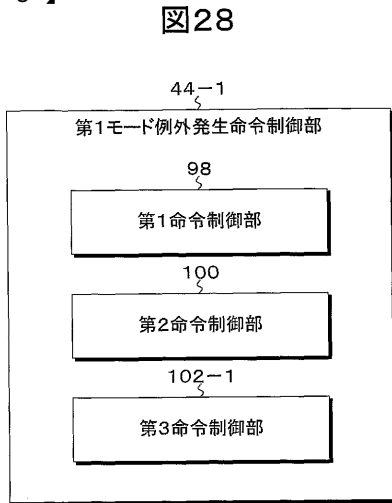 】
図28
44-1
第1モード例外発生命令制御部
98
第1命令制御部
100
第2命令制御部
102-1
第3命令制御部